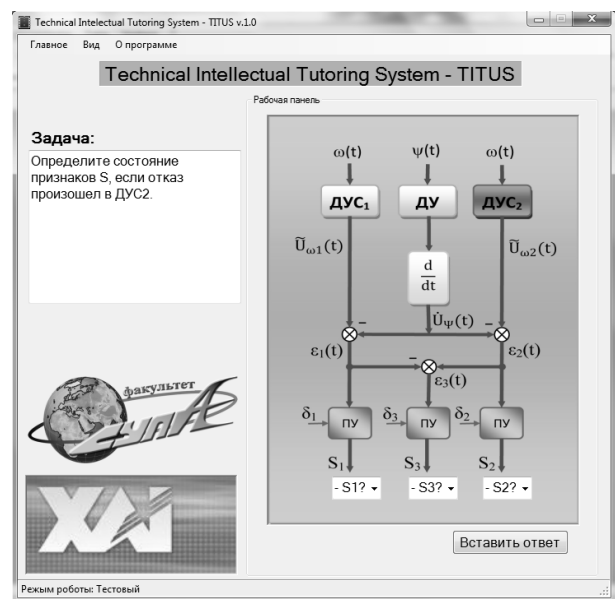 Technical Intelectual Tutoring System - TITUS v.1.0
Главное Вид О программе
Technical Intellectual Tutoring System - TITUS
Рабочая панель
Задача:
Определите состояние
признаков S, если отказ
произошел в ДУС2.
ω(t) ψ(t) ω(t)
ДУС₁ ДУ ДУС₂
Ũω1(t) Ũω2(t)
d
dt
U̇ψ(t)
− −
ε₁(t) ε₂(t)
−
ε₃(t)
δ₁ ПУ δ₃ ПУ δ₂ ПУ
S₁ S₃ S₂
- S1? - S3? - S2?
факультет
СУЛА
ХАІ
Вставить ответ
Режим роботы: Тестовый